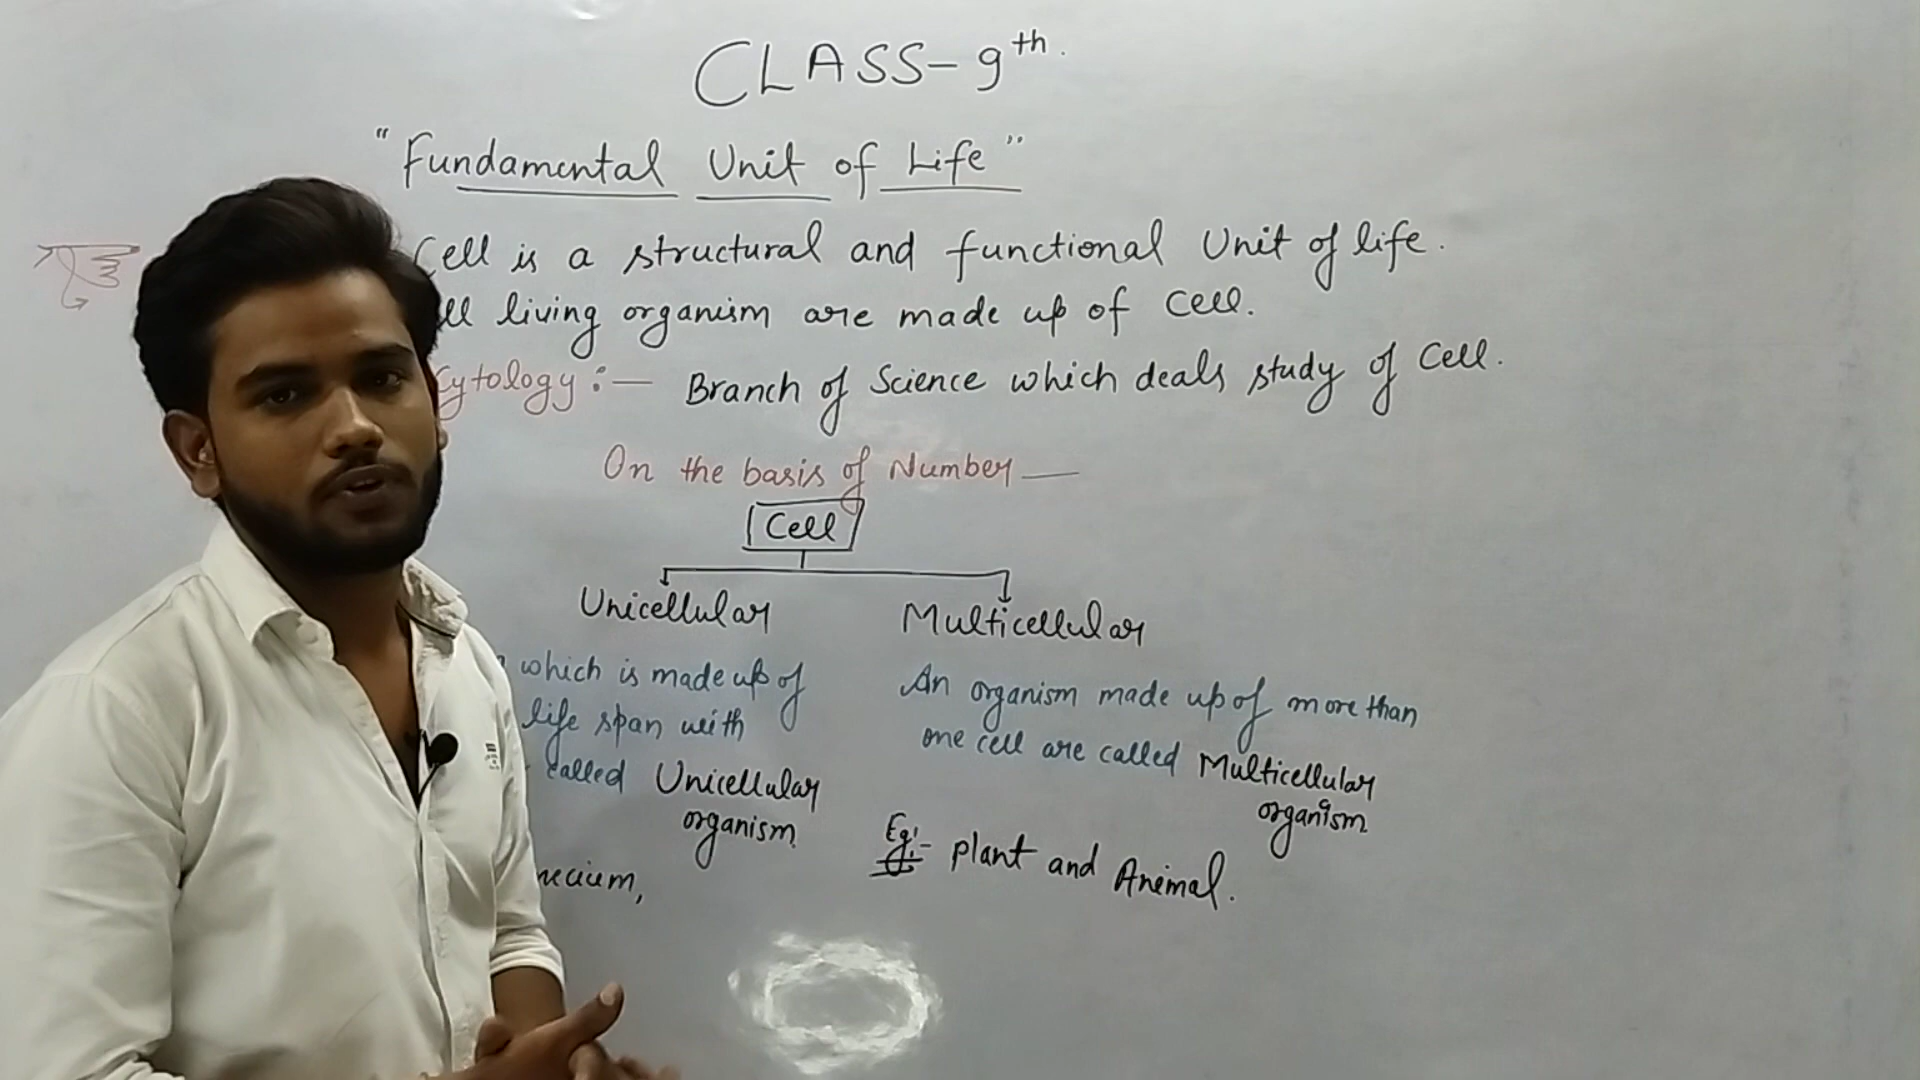 CLASS-9th.
"Fundamental Unit of Life"
Cell is a structural and functional Unit of life.
ll living organism are made up of Cell.
Cytology :— Branch of Science which deals study of Cell.
On the basis of Number —
Cell
Unicellular
Multicellular
which is made up of
life span with
called Unicellular
organism
An organism made up of more than
one cell are called Multicellular
organism
Eg:- plant and Animal.
mecium,